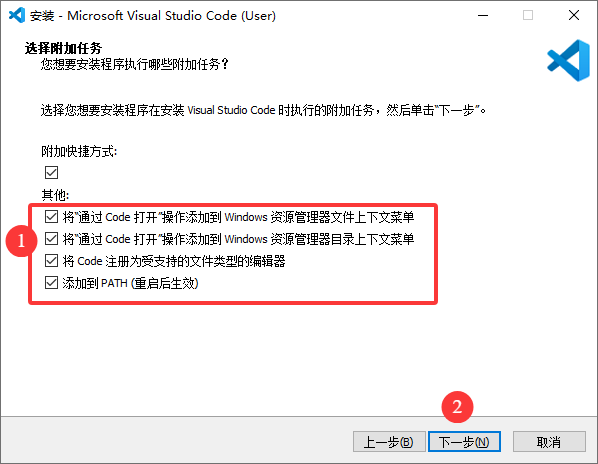 安装 - Microsoft Visual Studio Code (User)
选择附加任务
您想要安装程序执行哪些附加任务？
选择您想要安装程序在安装 Visual Studio Code 时执行的附加任务，然后单击“下一步”。
附加快捷方式:
其他:
1
将“通过 Code 打开”操作添加到 Windows 资源管理器文件上下文菜单
将“通过 Code 打开”操作添加到 Windows 资源管理器目录上下文菜单
将 Code 注册为受支持的文件类型的编辑器
添加到 PATH (重启后生效)
2
上一步(B) 下一步(N) 取消